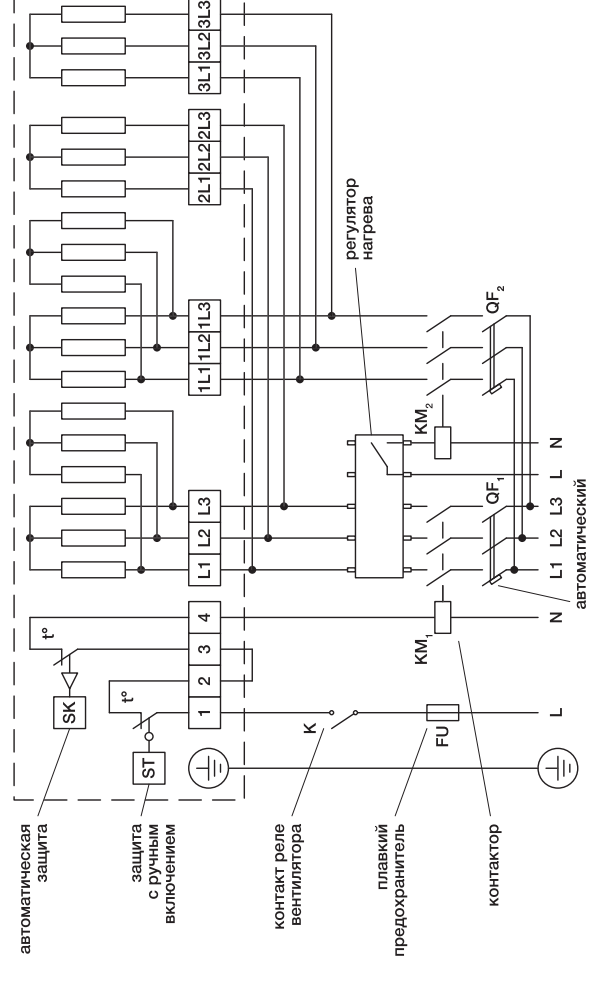 автоматическая
защита
защита
с ручным
включением
контакт реле
вентилятора
плавкий
предохранитель
контактор
SK
t°
ST
t°
1
2
3
4
L1
L2
L3
1L1
1L2
1L3
2L1
2L2
2L3
3L1
3L2
3L3
K
FU
KM1
QF1
KM2
QF2
регулятор
нагрева
автоматический
L
N
L1
L2
L3
L
N